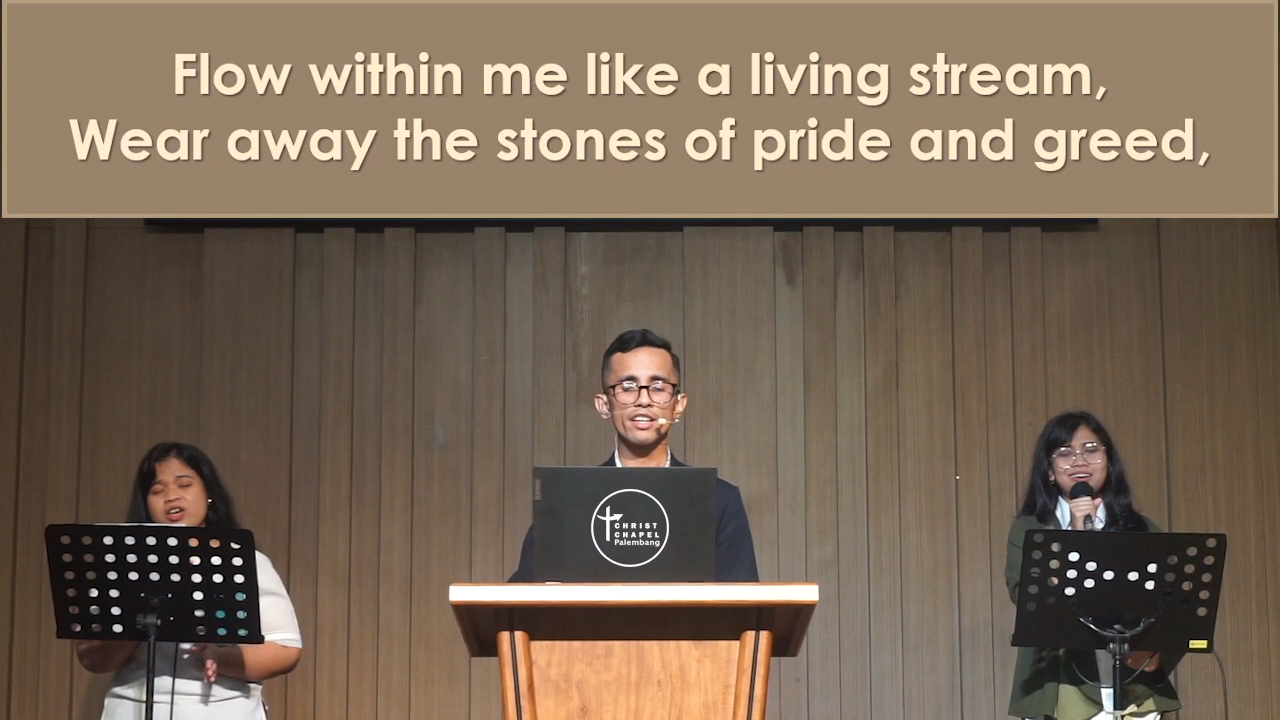 Flow within me like a living stream,
Wear away the stones of pride and greed,
CHRIST
CHAPEL
Palembang